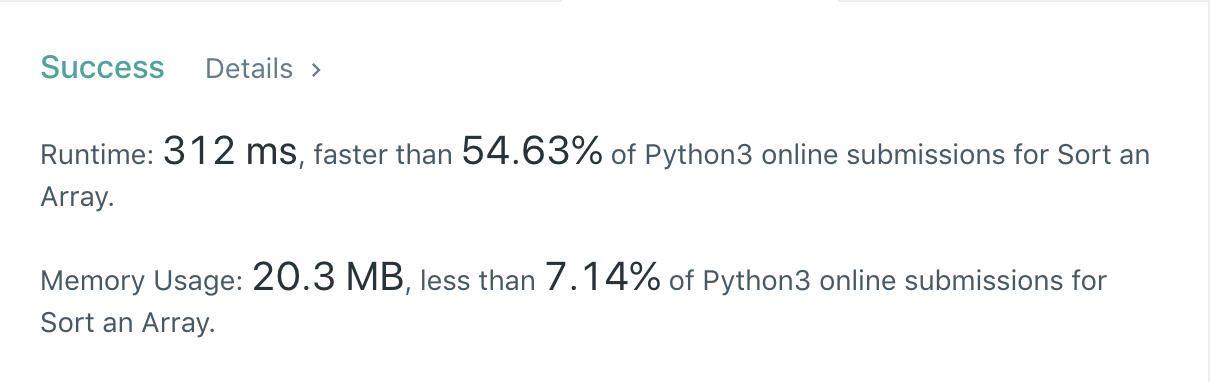 Success Details >
Runtime: 312 ms, faster than 54.63% of Python3 online submissions for Sort an
Array.
Memory Usage: 20.3 MB, less than 7.14% of Python3 online submissions for
Sort an Array.